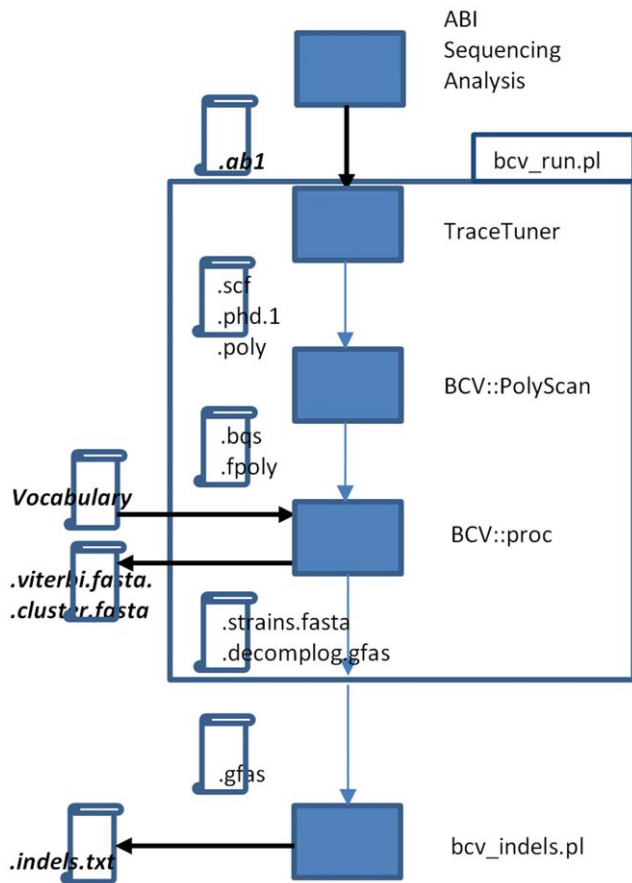 ABI
Sequencing
Analysis
.ab1
bcv_run.pl
TraceTuner
.scf
.phd.1
.poly
BCV::PolyScan
.bqs
.fpoly
Vocabulary
BCV::proc
.viterbi.fasta.
.cluster.fasta
.strains.fasta
.decomplog.gfas
.gfas
bcv_indels.pl
.indels.txt